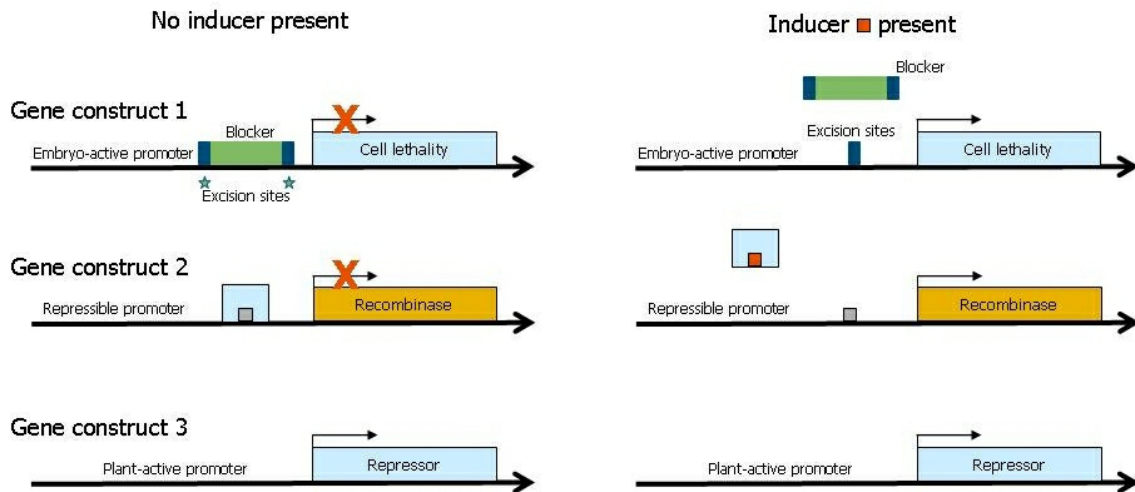 No inducer present
Gene construct 1
Blocker
Embryo-active promoter
Cell lethality
Excision sites
Gene construct 2
Repressible promoter
Recombinase
Gene construct 3
Plant-active promoter
Repressor
Inducer present
Blocker
Excision sites
Embryo-active promoter
Cell lethality
Repressible promoter
Recombinase
Plant-active promoter
Repressor